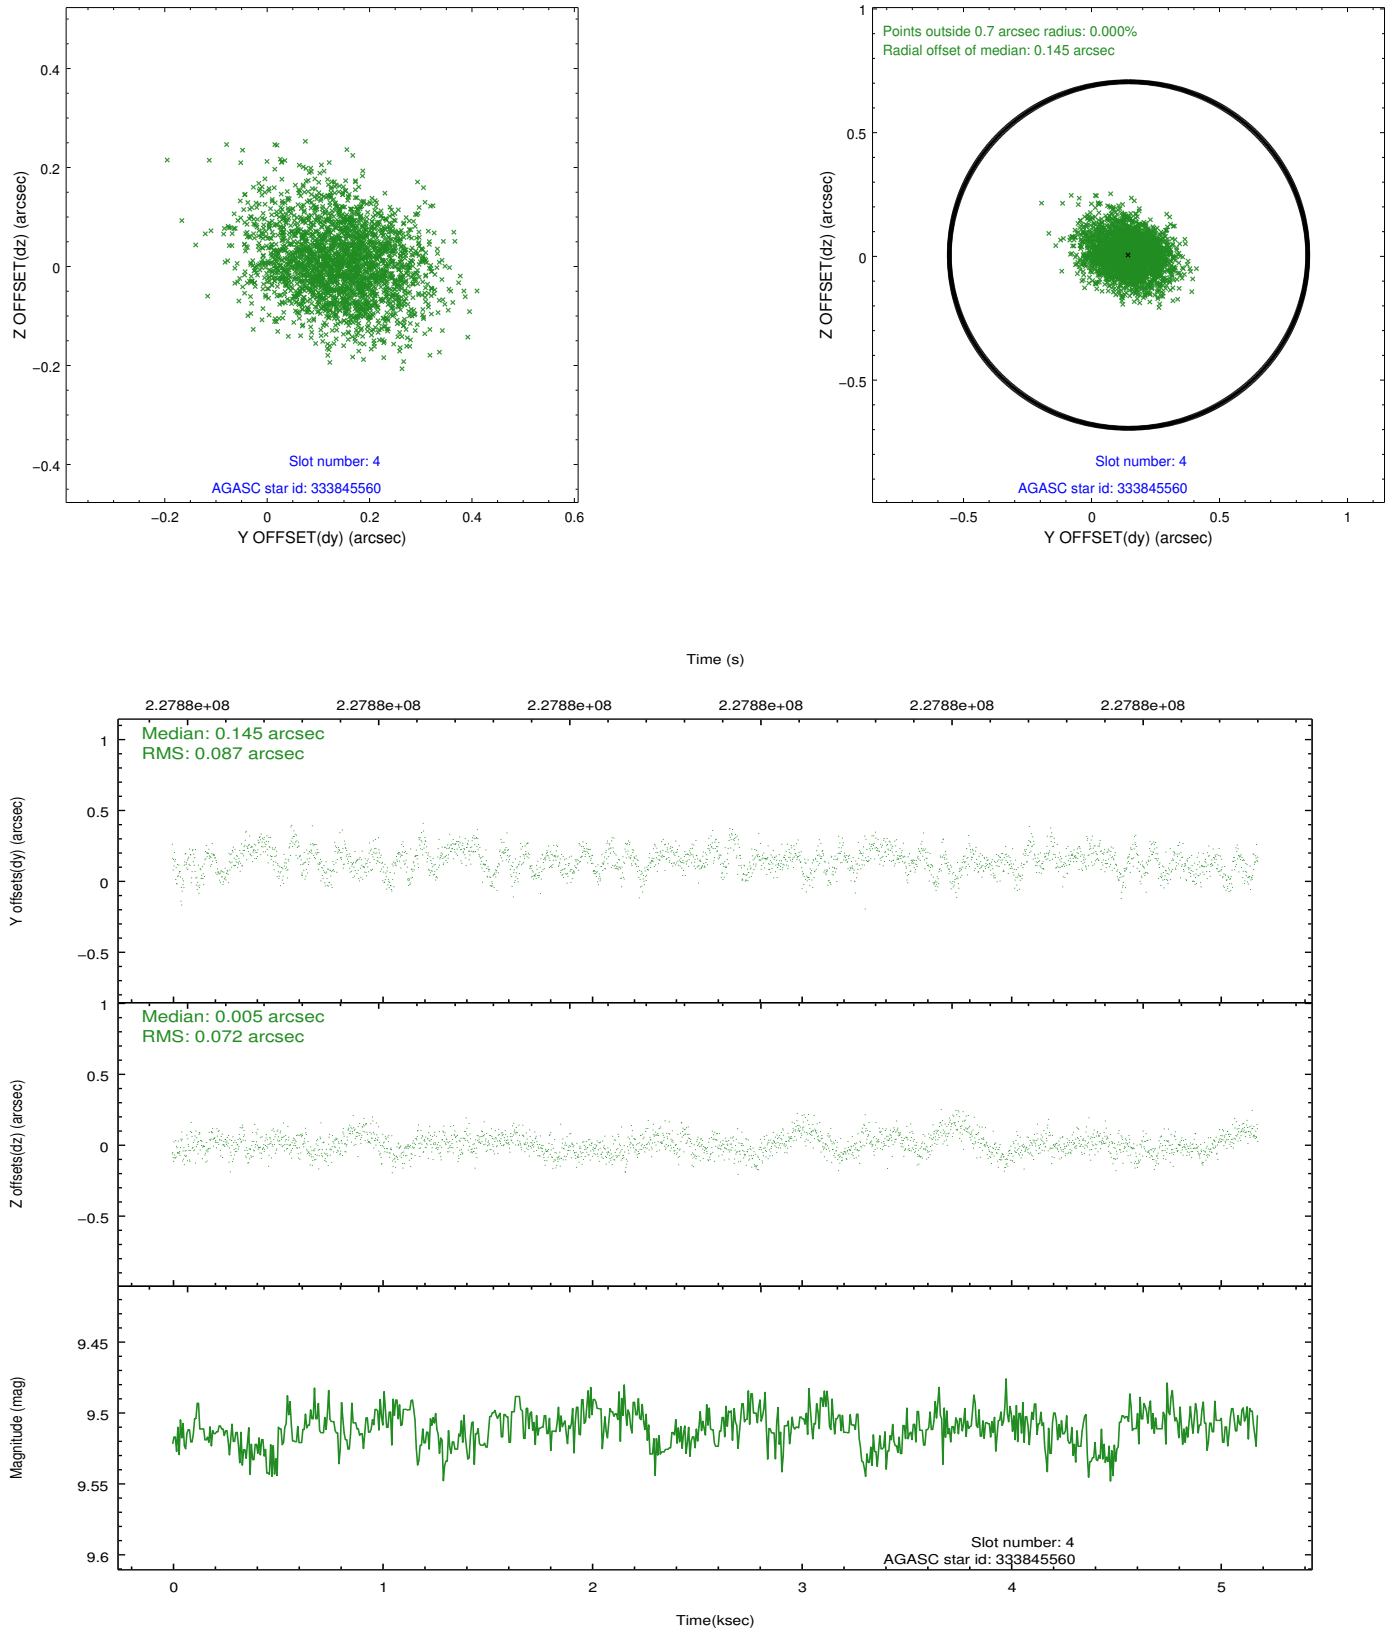 0.4
0.2
0
−0.2
−0.4
Z OFFSET(dz) (arcsec)
Slot number: 4
AGASC star id: 333845560
−0.2 0 0.2 0.4 0.6
Y OFFSET(dy) (arcsec)
1
0.5
0
−0.5
Z OFFSET(dz) (arcsec)
Points outside 0.7 arcsec radius: 0.000%
Radial offset of median: 0.145 arcsec
Slot number: 4
AGASC star id: 333845560
−0.5 0 0.5 1
Y OFFSET(dy) (arcsec)
Time (s)
2.2788e+08 2.2788e+08 2.2788e+08 2.2788e+08 2.2788e+08 2.2788e+08
Median: 0.145 arcsec
RMS: 0.087 arcsec
1
0.5
0
−0.5
Y offsets(dy) (arcsec)
Median: 0.005 arcsec
RMS: 0.072 arcsec
1
0.5
0
−0.5
Z offsets(dz) (arcsec)
9.45
9.5
9.55
9.6
Magnitude (mag)
Slot number: 4
AGASC star id: 333845560
0 1 2 3 4 5
Time(ksec)